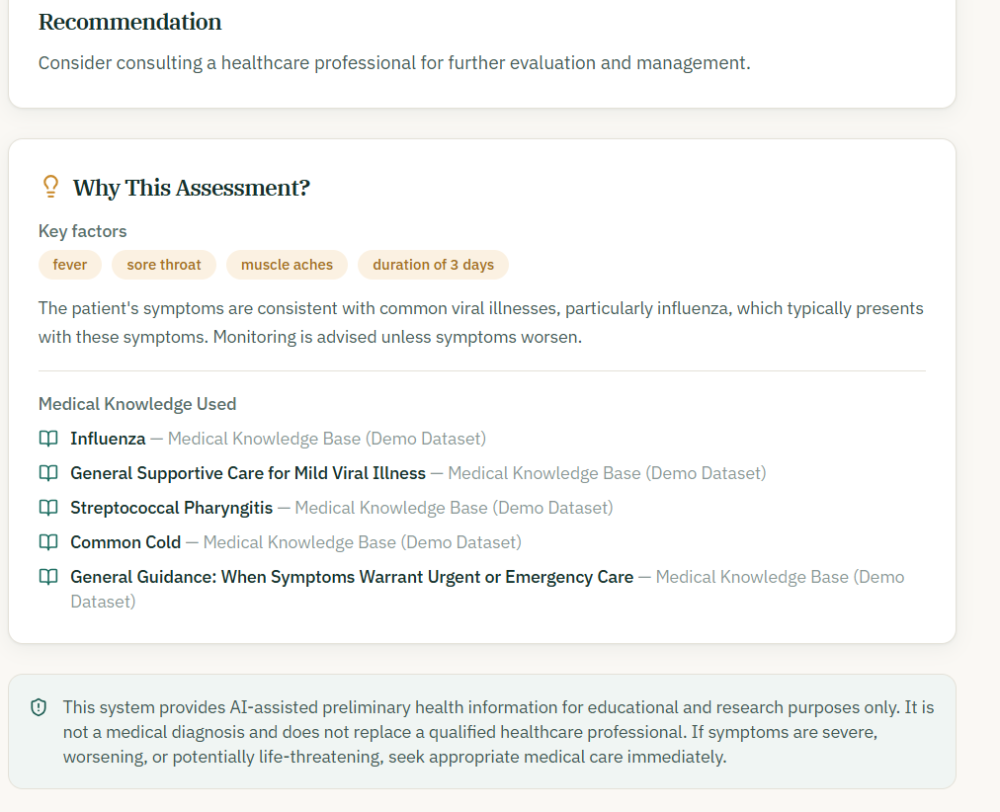 Recommendation
Consider consulting a healthcare professional for further evaluation and management.
Why This Assessment?
Key factors
fever
sore throat
muscle aches
duration of 3 days
The patient's symptoms are consistent with common viral illnesses, particularly influenza, which typically presents
with these symptoms. Monitoring is advised unless symptoms worsen.
Medical Knowledge Used
Influenza — Medical Knowledge Base (Demo Dataset)
General Supportive Care for Mild Viral Illness — Medical Knowledge Base (Demo Dataset)
Streptococcal Pharyngitis — Medical Knowledge Base (Demo Dataset)
Common Cold — Medical Knowledge Base (Demo Dataset)
General Guidance: When Symptoms Warrant Urgent or Emergency Care — Medical Knowledge Base (Demo
Dataset)
This system provides AI-assisted preliminary health information for educational and research purposes only. It is
not a medical diagnosis and does not replace a qualified healthcare professional. If symptoms are severe,
worsening, or potentially life-threatening, seek appropriate medical care immediately.